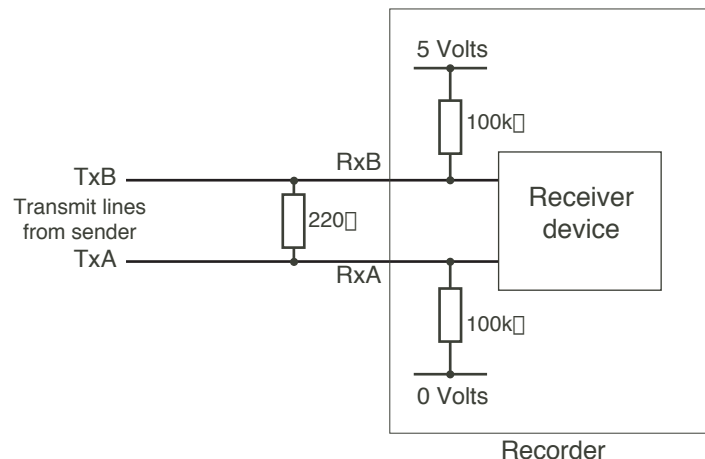 5 Volts
100k▯
RxB
TxB
Transmit lines
from sender
220▯
Receiver
device
TxA
RxA
100k▯
0 Volts
Recorder